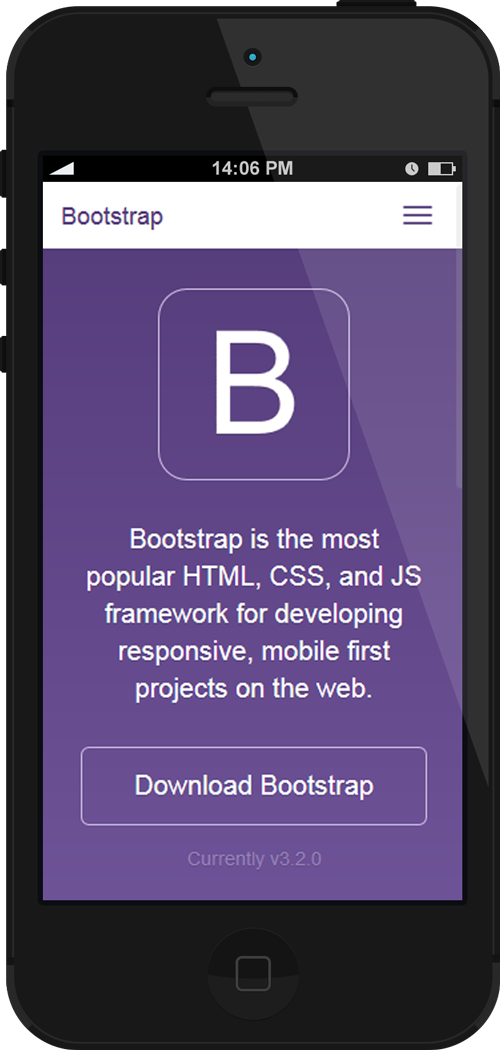 14:06 PM
Bootstrap
B
Bootstrap is the most
popular HTML, CSS, and JS
framework for developing
responsive, mobile first
projects on the web.
Download Bootstrap
Currently v3.2.0